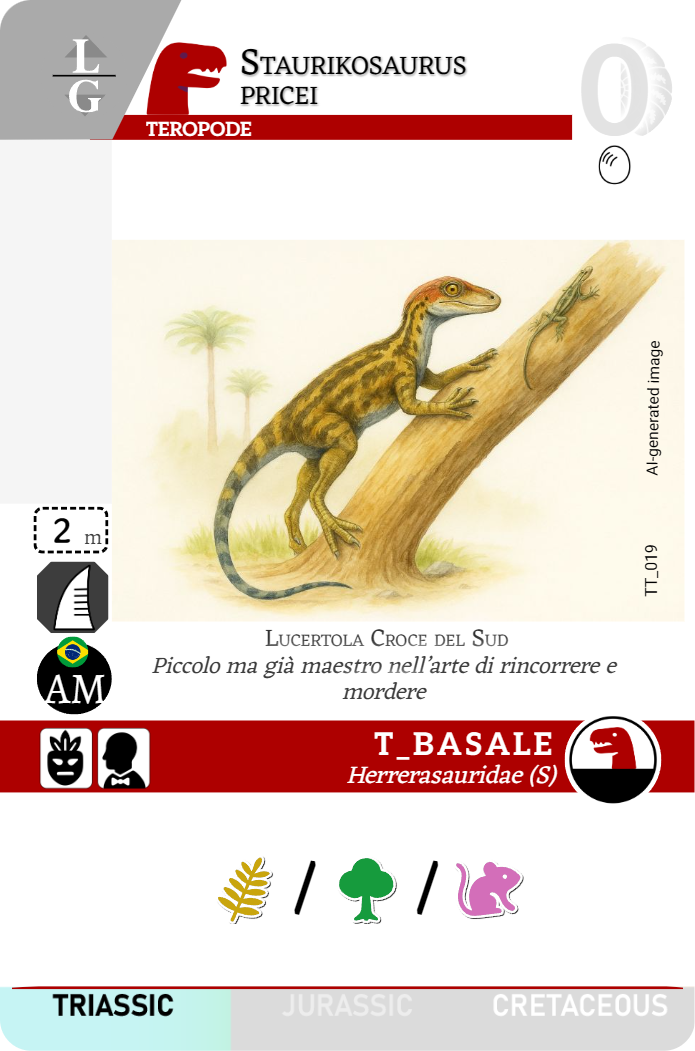 L
G
STAURIKOSAURUS
PRICEI
0
TEROPODE
AI-generated image
TT_019
2 m
AM
LUCERTOLA CROCE DEL SUD
Piccolo ma già maestro nell'arte di rincorrere e
mordere
T_BASALE
Herrerasauridae (S)
/ /
TRIASSIC JURASSIC CRETACEOUS